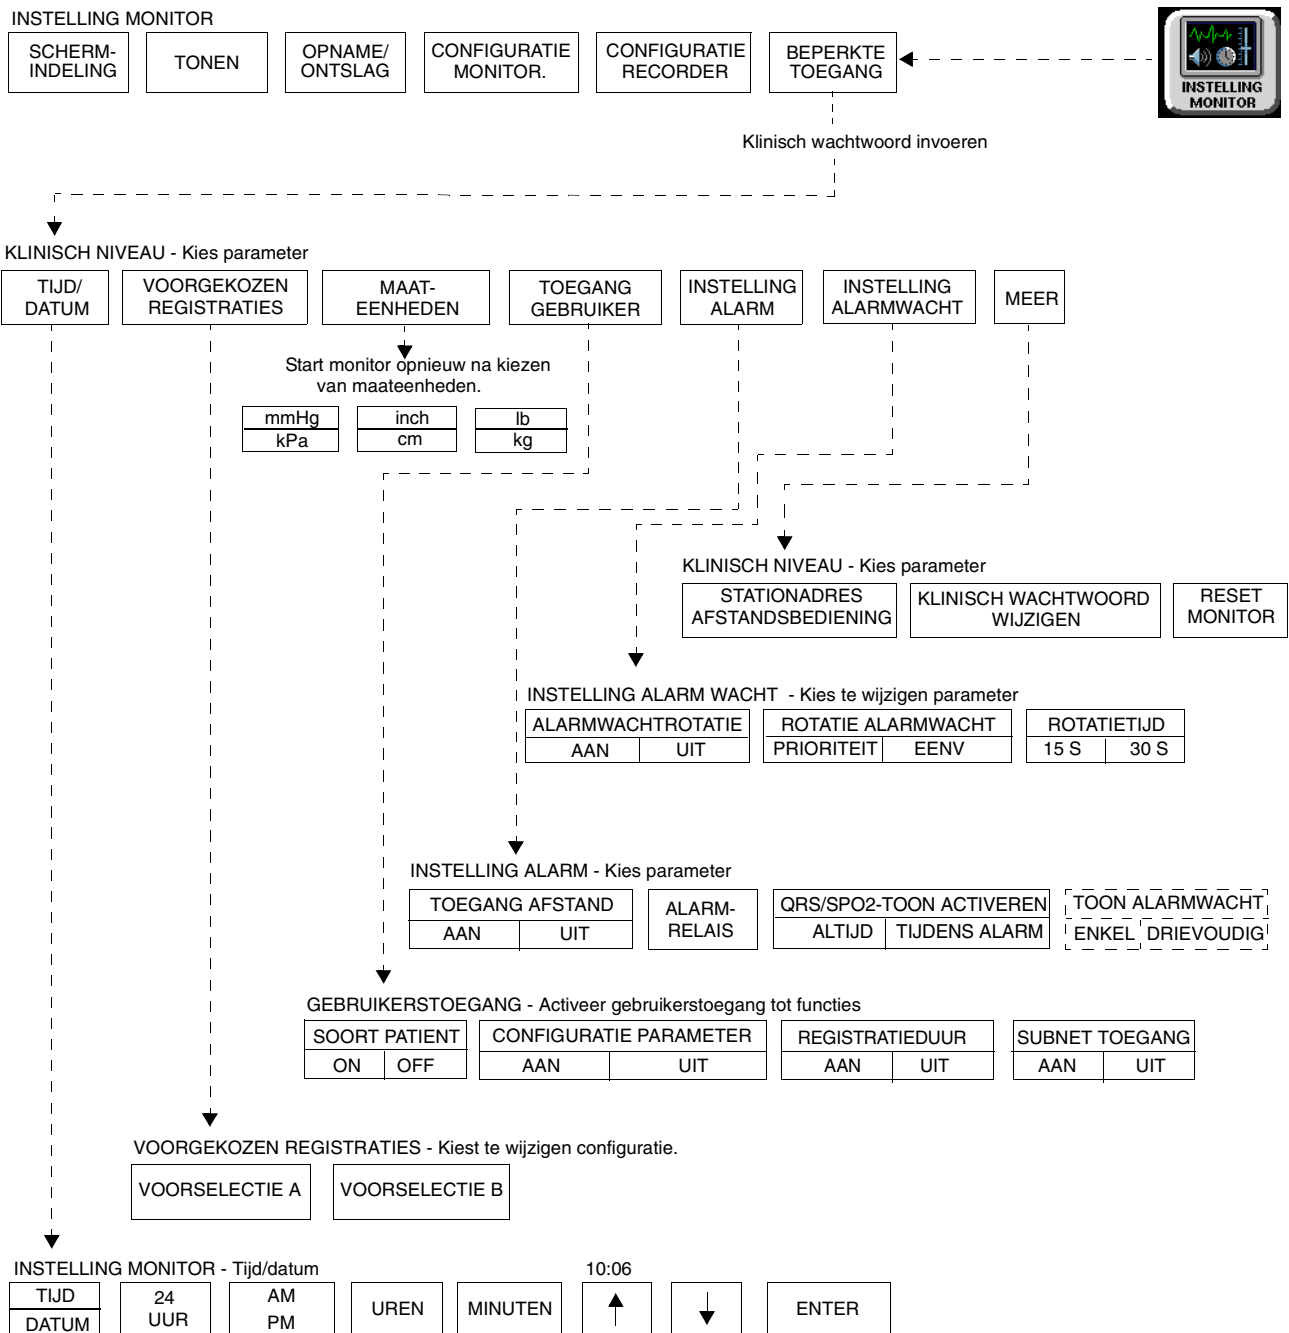 INSTELLING MONITOR
SCHERM-
INDELING
TONEN
OPNAME/
ONTSLAG
CONFIGURATIE
MONITOR.
CONFIGURATIE
RECORDER
BEPERKTE
TOEGANG
INSTELLING
MONITOR
Klinisch wachtwoord invoeren
KLINISCH NIVEAU - Kies parameter
TIJD/
DATUM
VOORGEKOZEN
REGISTRATIES
MAAT-
EENHEDEN
TOEGANG
GEBRUIKER
INSTELLING
ALARM
INSTELLING
ALARMWACHT
MEER
Start monitor opnieuw na kiezen
van maateenheden.
mmHg
kPa
inch
cm
lb
kg
KLINISCH NIVEAU - Kies parameter
STATIONADRES
AFSTANDSBEDIENING
KLINISCH WACHTWOORD
WIJZIGEN
RESET
MONITOR
INSTELLING ALARM WACHT - Kies te wijzigen parameter
ALARMWACHTROTATIE
AAN UIT
ROTATIE ALARMWACHT
PRIORITEIT EENV
ROTATIETIJD
15 S 30 S
INSTELLING ALARM - Kies parameter
TOEGANG AFSTAND
AAN UIT
ALARM-
RELAIS
QRS/SPO2-TOON ACTIVEREN
ALTIJD TIJDENS ALARM
TOON ALARMWACHT
ENKEL DRIEVOUDIG
GEBRUIKERSTOEGANG - Activeer gebruikerstoegang tot functies
SOORT PATIENT
ON OFF
CONFIGURATIE PARAMETER
AAN UIT
REGISTRATIEDUUR
AAN UIT
SUBNET TOEGANG
AAN UIT
VOORGEKOZEN REGISTRATIES - Kiest te wijzigen configuratie.
VOORSELECTIE A
VOORSELECTIE B
INSTELLING MONITOR - Tijd/datum
10:06
TIJD
DATUM
24
UUR
AM
PM
UREN
MINUTEN
ENTER